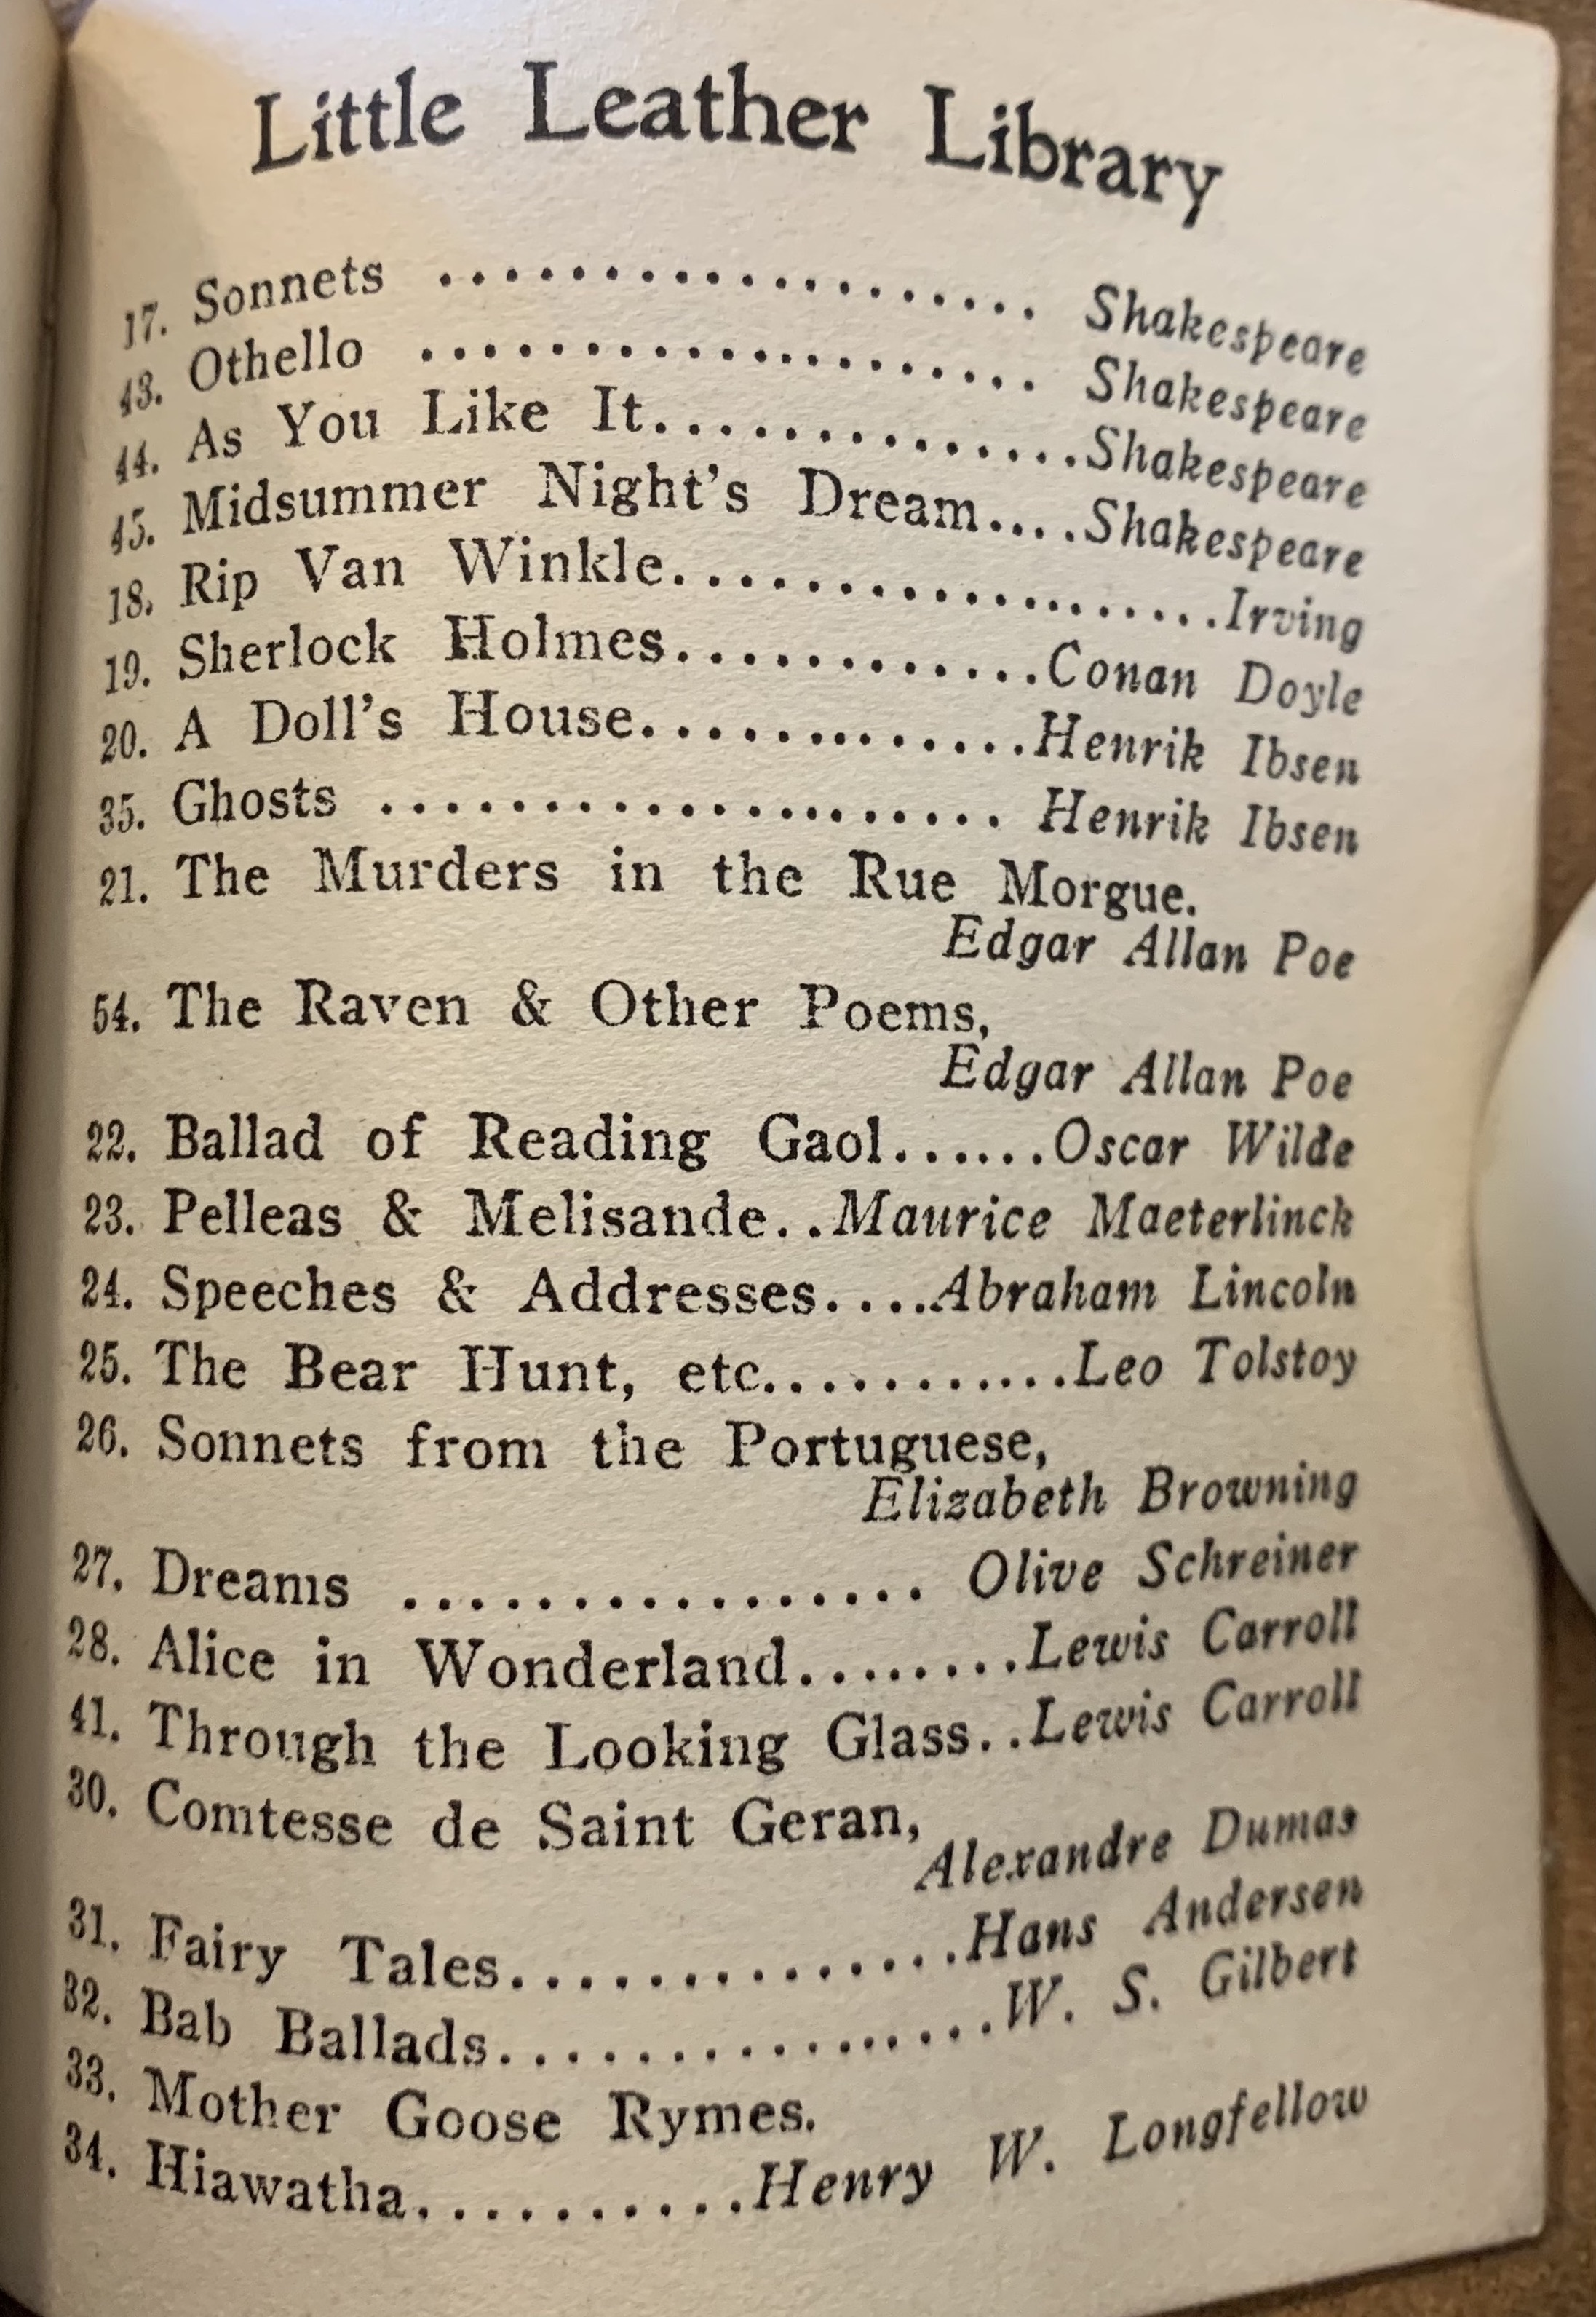 Little Leather Library
17. Sonnets .................. Shakespeare
43. Othello ................... Shakespeare
44. As You Like It.............Shakespeare
45. Midsummer Night's Dream....Shakespeare
18. Rip Van Winkle.................Irving
19. Sherlock Holmes...........Conan Doyle
20. A Doll's House............Henrik Ibsen
35. Ghosts ................... Henrik Ibsen
21. The Murders in the Rue Morgue.
Edgar Allan Poe
54. The Raven & Other Poems,
Edgar Allan Poe
22. Ballad of Reading Gaol......Oscar Wilde
23. Pelleas & Melisande..Maurice Maeterlinck
24. Speeches & Addresses....Abraham Lincoln
25. The Bear Hunt, etc...........Leo Tolstoy
26. Sonnets from the Portuguese,
Elizabeth Browning
27. Dreams ................ Olive Schreiner
28. Alice in Wonderland........Lewis Carroll
41. Through the Looking Glass..Lewis Carroll
30. Comtesse de Saint Geran,
Alexandre Dumas
31. Fairy Tales..............Hans Andersen
32. Bab Ballads...............W. S. Gilbert
33. Mother Goose Rymes.
34. Hiawatha..........Henry W. Longfellow